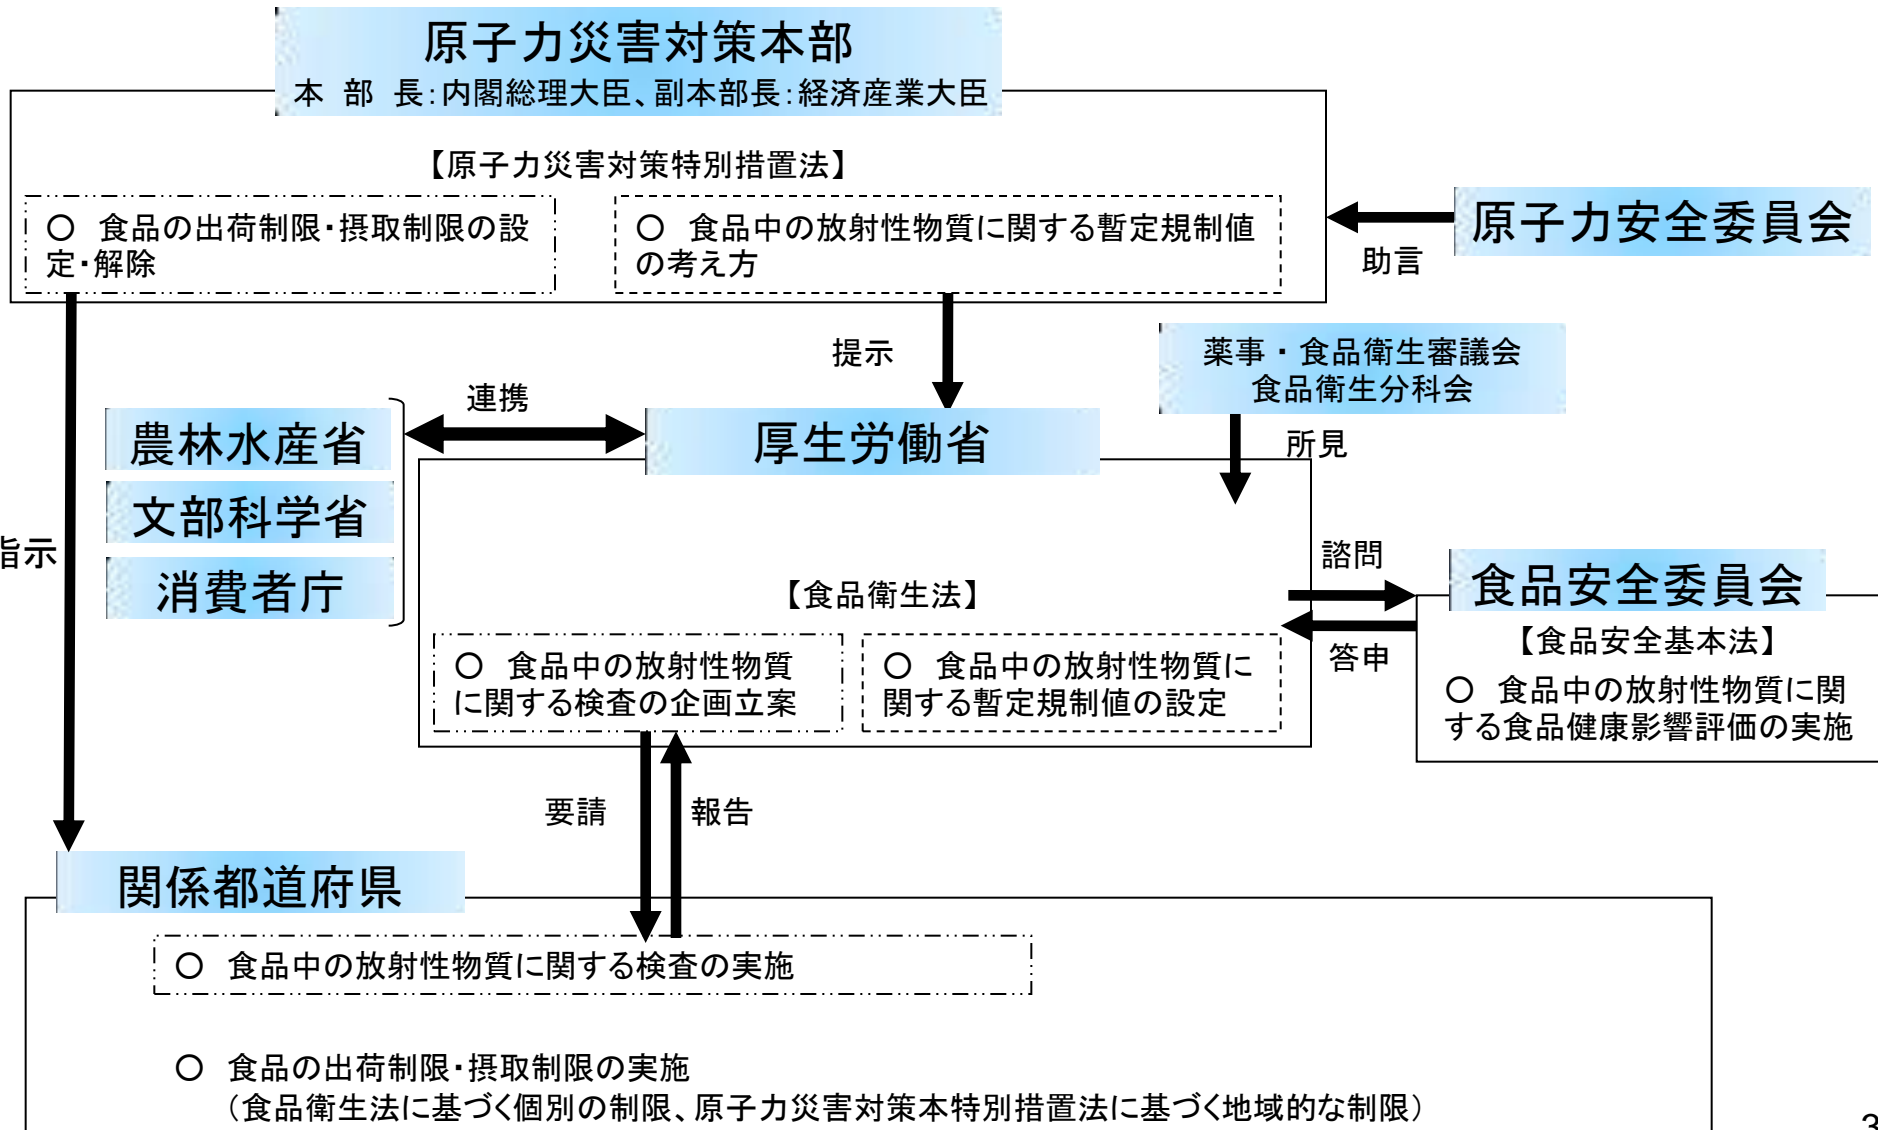 原子力災害対策本部
本 部 長:内閣総理大臣、副本部長:経済産業大臣
【原子力災害対策特別措置法】
○ 食品の出荷制限・摂取制限の設
定・解除
○ 食品中の放射性物質に関する暫定規制値
の考え方
原子力安全委員会
助言
提示
薬事・食品衛生審議会
食品衛生分科会
所見
連携
農林水産省
文部科学省
消費者庁
厚生労働省
指示
【食品衛生法】
○ 食品中の放射性物質
に関する検査の企画立案
○ 食品中の放射性物質に
関する暫定規制値の設定
諮問
答申
食品安全委員会
【食品安全基本法】
○ 食品中の放射性物質に関
する食品健康影響評価の実施
要請
報告
関係都道府県
○ 食品中の放射性物質に関する検査の実施
○ 食品の出荷制限・摂取制限の実施
(食品衛生法に基づく個別の制限、原子力災害対策本特別措置法に基づく地域的な制限)
3